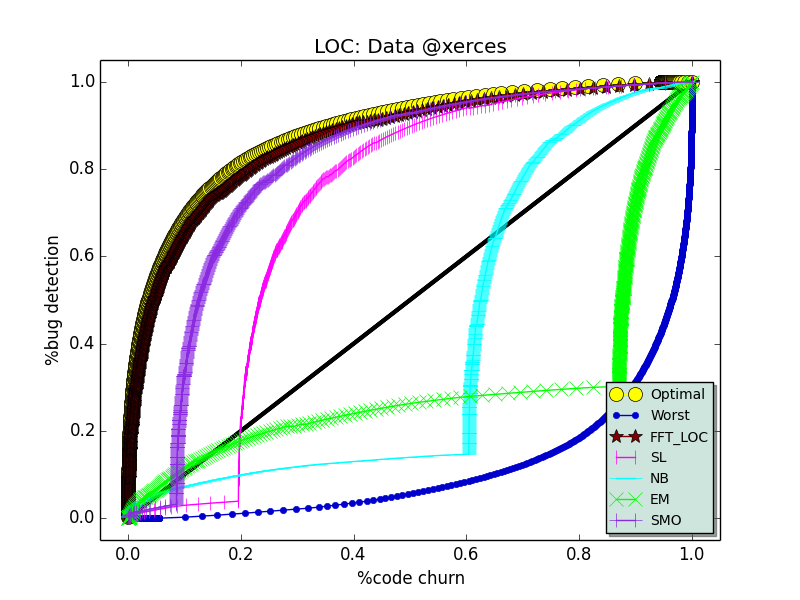 LOC: Data @xerces
%bug detection
1.0
0.8
0.6
0.4
0.2
0.0
0.0 0.2 0.4 0.6 0.8 1.0
%code churn
Optimal
Worst
FFT_LOC
SL
NB
EM
SMO